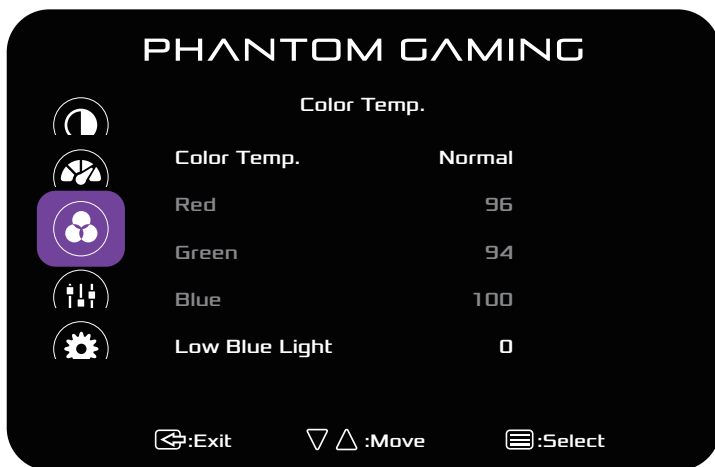 PHANTOM GAMING
Color Temp.
Color Temp. Normal
Red 96
Green 94
Blue 100
Low Blue Light 0
:Exit :Move :Select